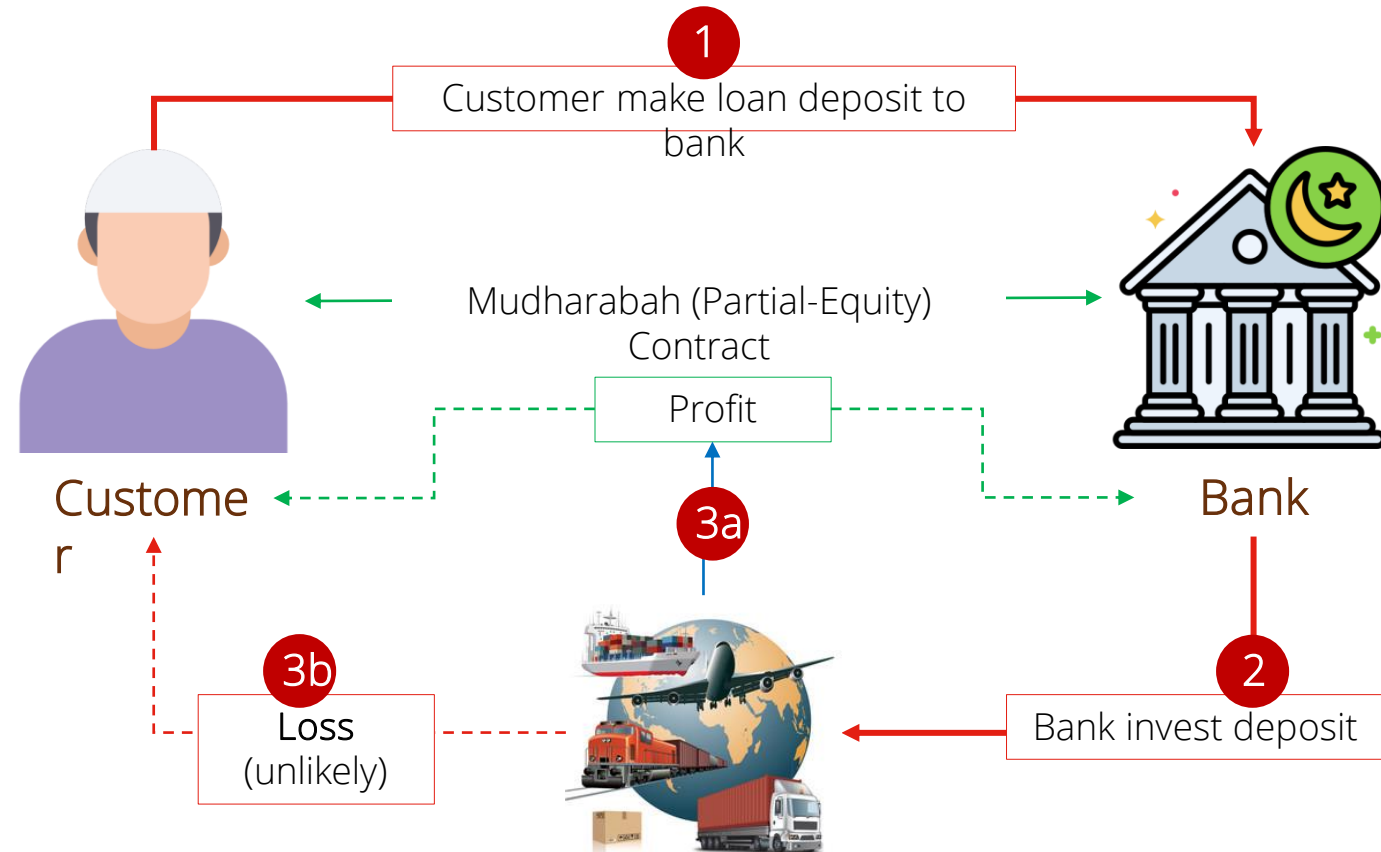 1
Customer make loan deposit to
bank
Mudharabah (Partial-Equity)
Contract
Profit
Custome
r
Bank
3a
3b
Loss
(unlikely)
2
Bank invest deposit